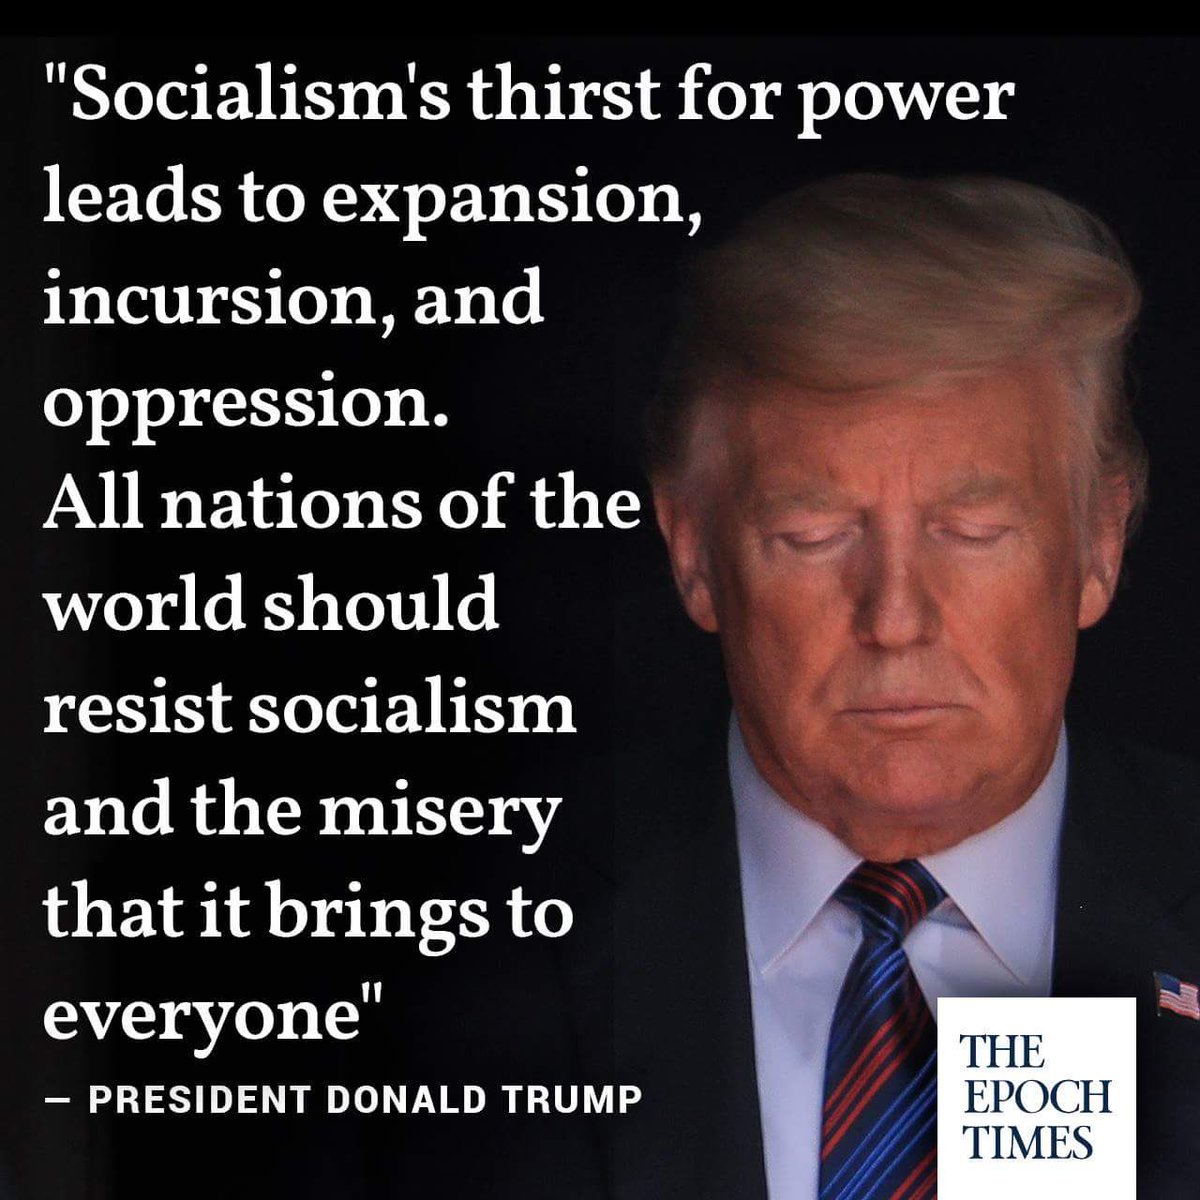 "Socialism's thirst for power
leads to expansion,
incursion, and
oppression.
All nations of the
world should
resist socialism
and the misery
that it brings to
everyone"
– PRESIDENT DONALD TRUMP
THE
EPOCH
TIMES